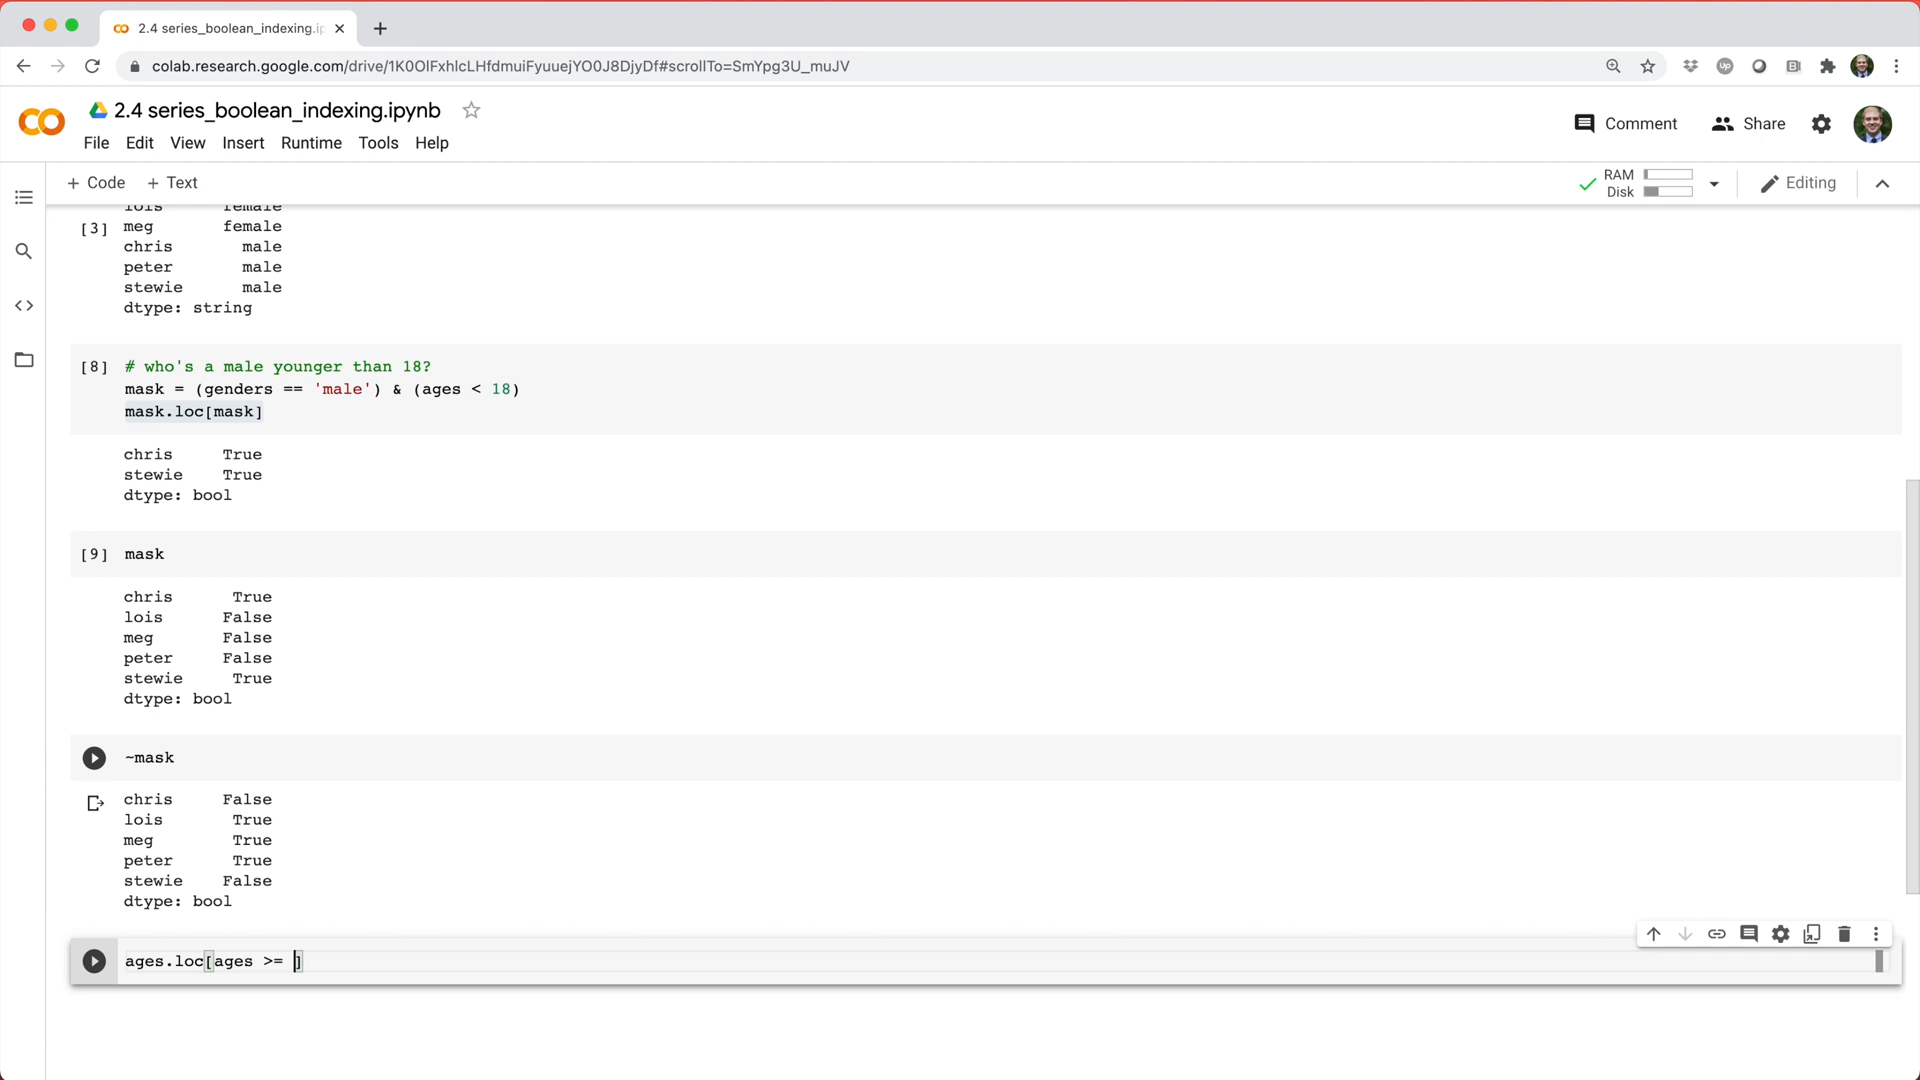 2.4 series_boolean_indexing.ip
colab.research.google.com/drive/1K0OlFxhlcLHfdmuiFyuuejYO0J8DjyDf#scrollTo=SmYpg3U_muJV
2.4 series_boolean_indexing.ipynb
File Edit View Insert Runtime Tools Help
Comment
Share
+ Code + Text
RAM
Disk
Editing
lois female
[3] meg female
chris male
peter male
stewie male
dtype: string
[8] # who's a male younger than 18?
mask = (genders == 'male') & (ages < 18)
mask.loc[mask]
chris True
stewie True
dtype: bool
[9] mask
chris True
lois False
meg False
peter False
stewie True
dtype: bool
~mask
chris False
lois True
meg True
peter True
stewie False
dtype: bool
ages.loc[ages >= ]